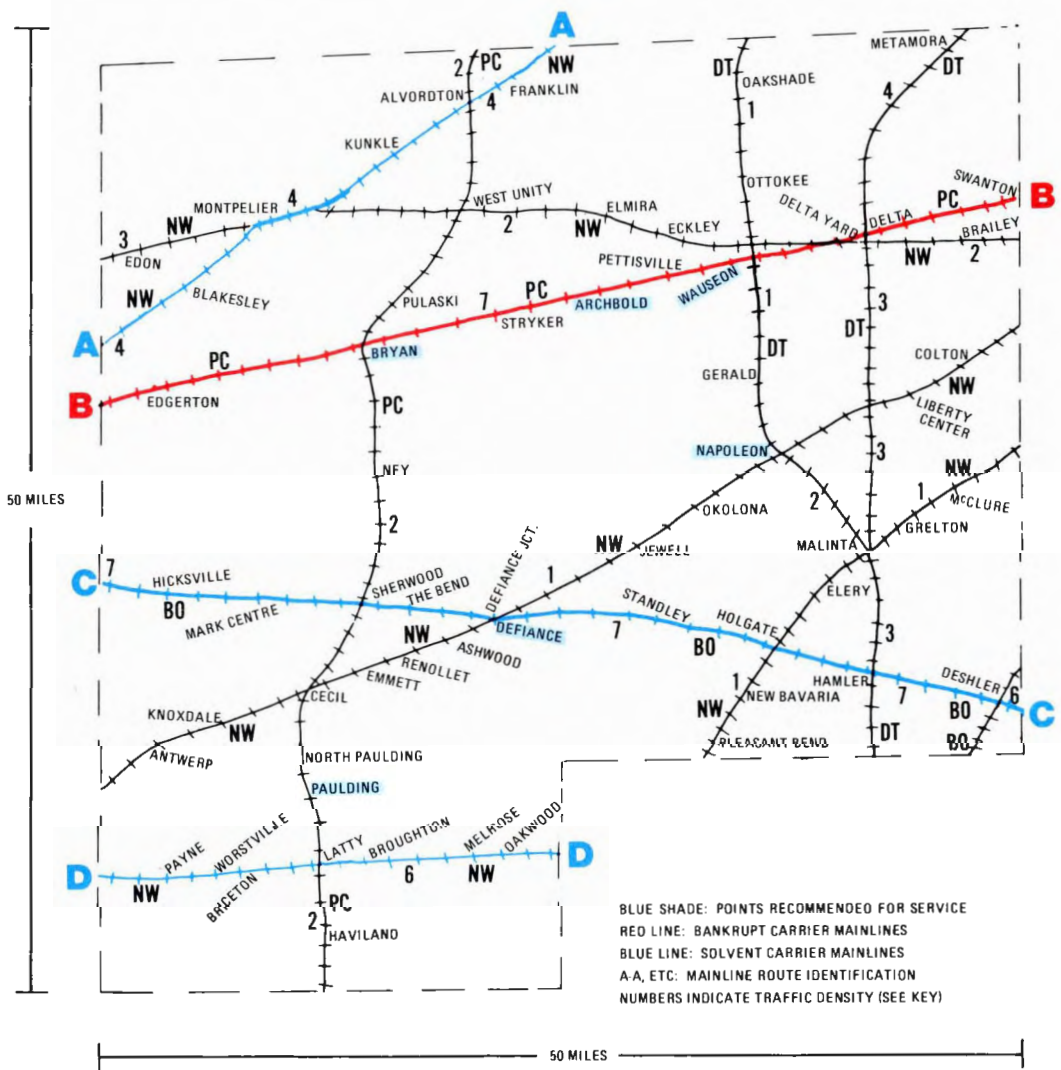 A
METAMORA
2
PC
NW
DT
DT
ALVORDTON
4
FRANKLIN
OAKSHADE
4
1
KUNKLE
OTTOKEE
SWANTON
4
WEST UNITY
MONTPELIER
ELMIRA
DELTA YARD
DELTA
PC
B
3
NW
2
NW
ECKLEY
BRAILEY
EDON
NW
2
PETTISVILLE
NW
BLAKESLEY
PULASKI
7
PC
ARCHBOLD
WAUSEON
1
3
STRYKER
A
4
PC
BRYAN
DT
DT
COLTON
GERALD
NW
B
EDGERTON
PC
LIBERTY
CENTER
NAPOLEON
3
NEY
NW
50 MILES
2
1
McCLURE
OKOLONA
2
GRELTON
DEFIANCE JCT.
NW
JEWELL
MALINTA
7
C
HICKSVILLE
SHERWOOD
THE BEND
1
ELERY
BO
MARK CENTRE
STANDLEY
HOLGATE
DEFIANCE
7
3
NW
ASHWOOD
BO
RENOLLET
EMMETT
HAMLER
DESHLER
CECIL
1
7
6
KNOXDALE
NEW BAVARIA
C
NW
NW
BO
ANTWERP
NORTH PAULDING
PLEASANT BEND
DT
BO
PAULDING
PAYNE
WORSTVILLE
LATTY
BROUGHTON
MELROSE
OAKWOOD
D
D
NW
BRICETON
6
NW
PC
2
HAVILAND
BLUE SHADE: POINTS RECOMMENDED FOR SERVICE
RED LINE: BANKRUPT CARRIER MAINLINES
BLUE LINE: SOLVENT CARRIER MAINLINES
A-A, ETC: MAINLINE ROUTE IDENTIFICATION
NUMBERS INDICATE TRAFFIC DENSITY (SEE KEY)
50 MILES